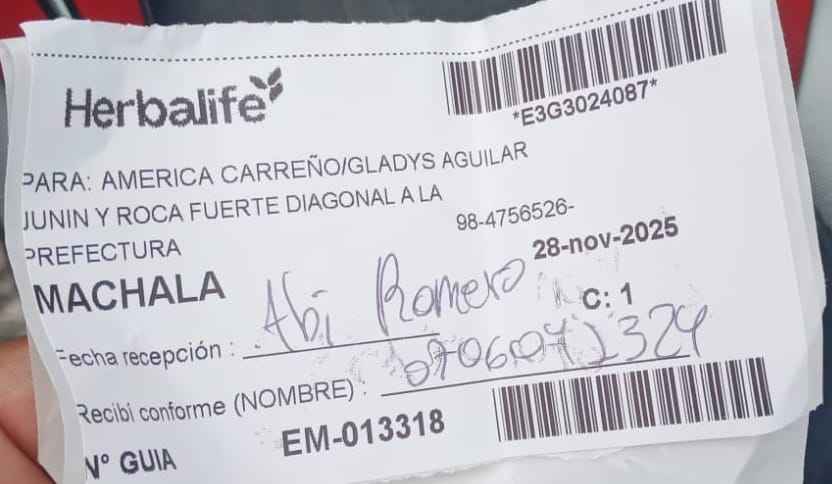 Herbalife
*E3G3024087*
PARA: AMERICA CARREÑO/GLADYS AGUILAR
JUNIN Y ROCA FUERTE DIAGONAL A LA
98-4756526-
PREFECTURA
28-nov-2025
MACHALA
C: 1
Fecha recepción : Abi Romero
Recibi conforme (NOMBRE) : 0706041324
Nº GUIA EM-013318